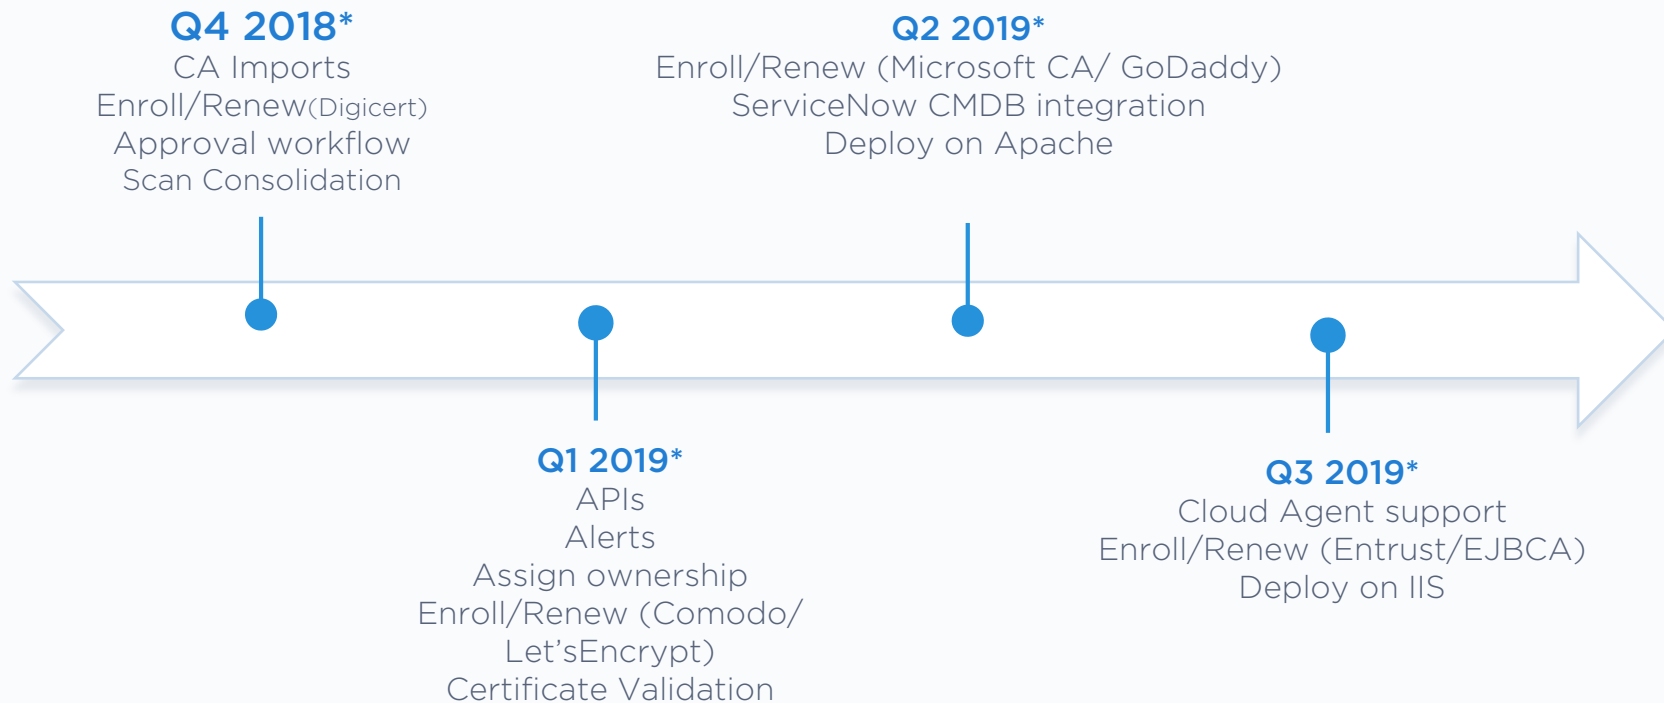 Q4 2018*
CA Imports
Enroll/Renew(Digicert)
Approval workflow
Scan Consolidation
Q2 2019*
Enroll/Renew (Microsoft CA/ GoDaddy)
ServiceNow CMDB integration
Deploy on Apache
Q1 2019*
APIs
Alerts
Assign ownership
Enroll/Renew (Comodo/
Let’sEncrypt)
Certificate Validation
Q3 2019*
Cloud Agent support
Enroll/Renew (Entrust/EJBCA)
Deploy on IIS